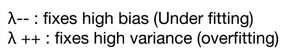 λ-- : fixes high bias (Under fitting)
λ ++ : fixes high variance (overfitting)